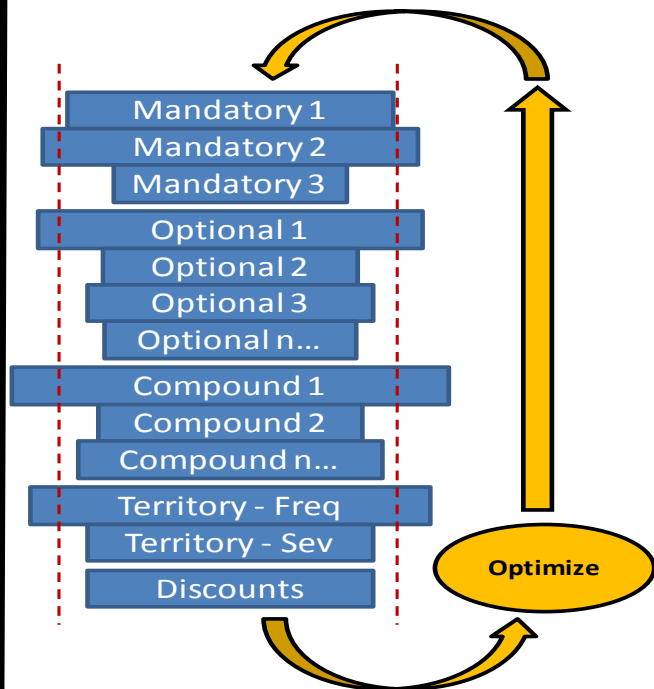 Mandatory 1
Mandatory 2
Mandatory 3
Optional 1
Optional 2
Optional 3
Optional n...
Compound 1
Compound 2
Compound n...
Territory - Freq
Territory - Sev
Discounts
Optimize